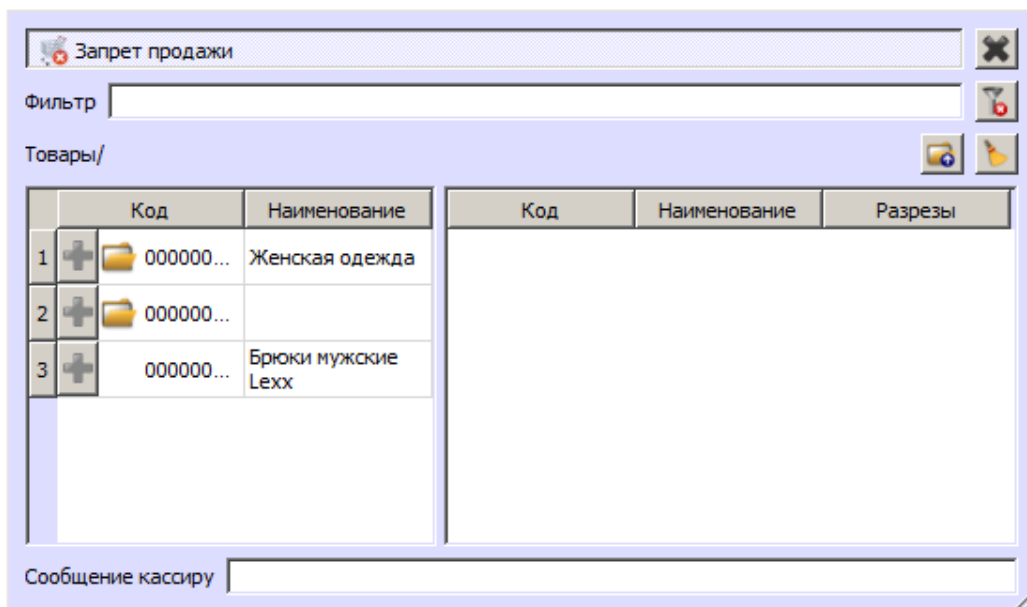 Запрет продажи
Фильтр
Товары/
Код Наименование Код Наименование Разрезы
1 000000... Женская одежда
2 000000...
3 000000... Брюки мужские
Lexx
Сообщение кассиру